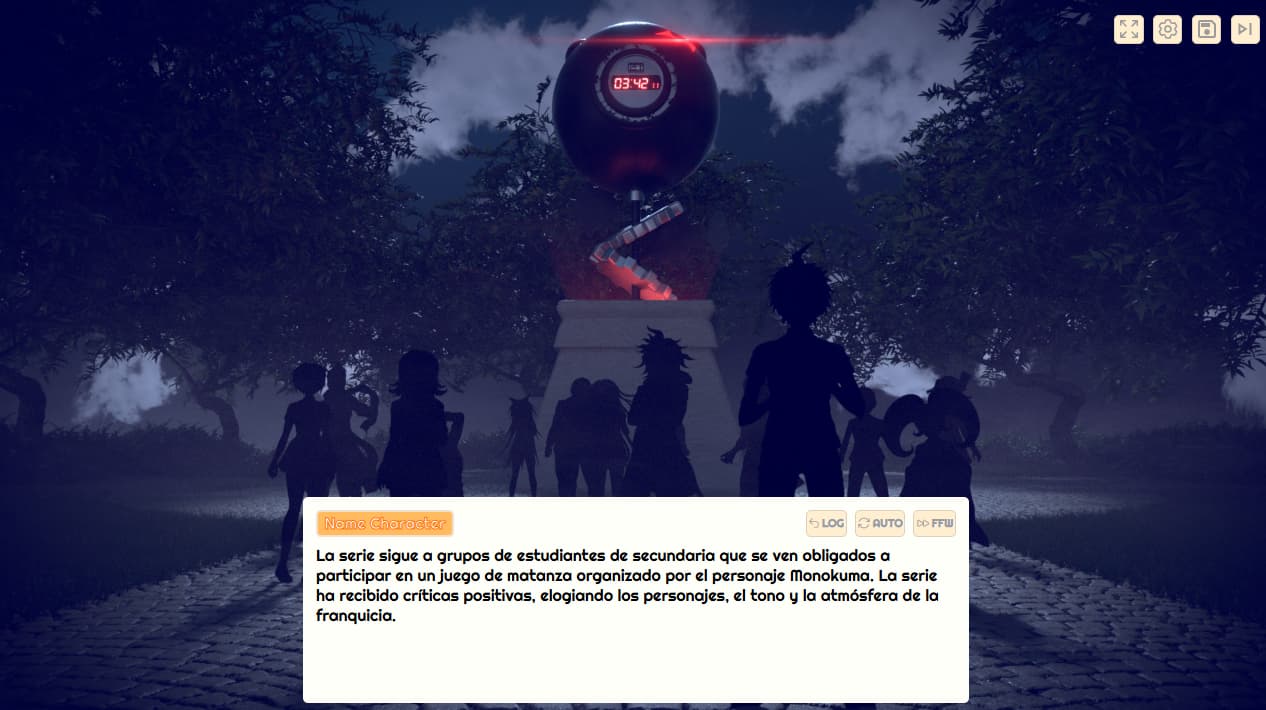 03:42 11
Name Character
LOG
AUTO
FFW
La serie sigue a grupos de estudiantes de secundaria que se ven obligados a
participar en un juego de matanza organizado por el personaje Monokuma. La serie
ha recibido críticas positivas, elogiando los personajes, el tono y la atmósfera de la
franquicia.